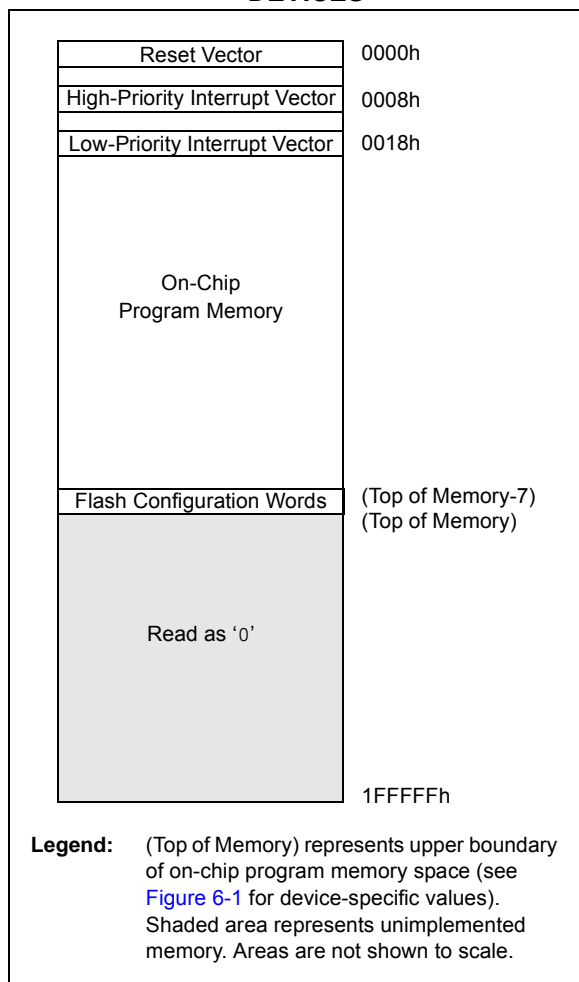 DEVICES
Reset Vector 0000h
High-Priority Interrupt Vector 0008h
Low-Priority Interrupt Vector 0018h
On-Chip
Program Memory
Flash Configuration Words (Top of Memory-7)
(Top of Memory)
Read as ‘0’
1FFFFFh
Legend: (Top of Memory) represents upper boundary
of on-chip program memory space (see
Figure 6-1 for device-specific values).
Shaded area represents unimplemented
memory. Areas are not shown to scale.